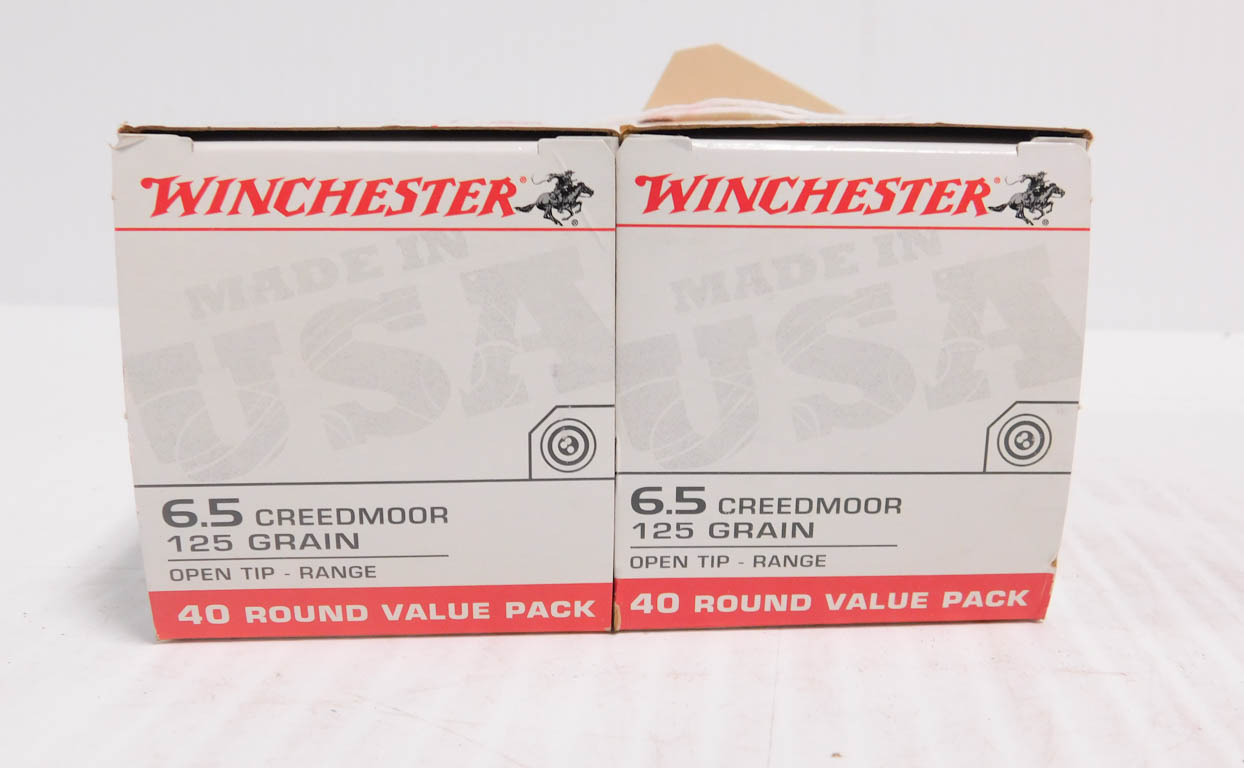 WINCHESTER®
MADE IN
USA
6.5 CREEDMOOR
125 GRAIN
OPEN TIP - RANGE
40 ROUND VALUE PACK
WINCHESTER®
MADE IN
USA
6.5 CREEDMOOR
125 GRAIN
OPEN TIP - RANGE
40 ROUND VALUE PACK